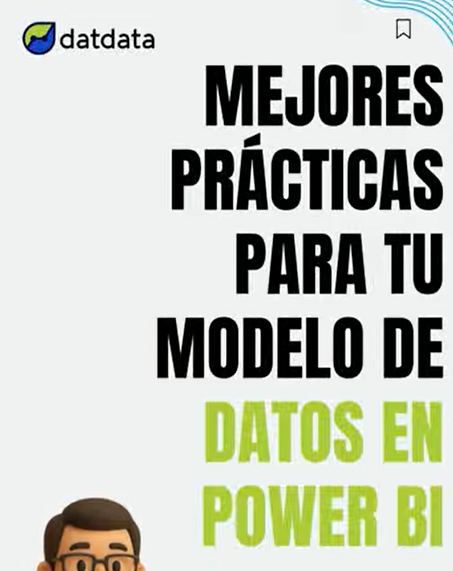 datdata
MEJORES
PRÁCTICAS
PARA TU
MODELO DE
DATOS EN
POWER BI